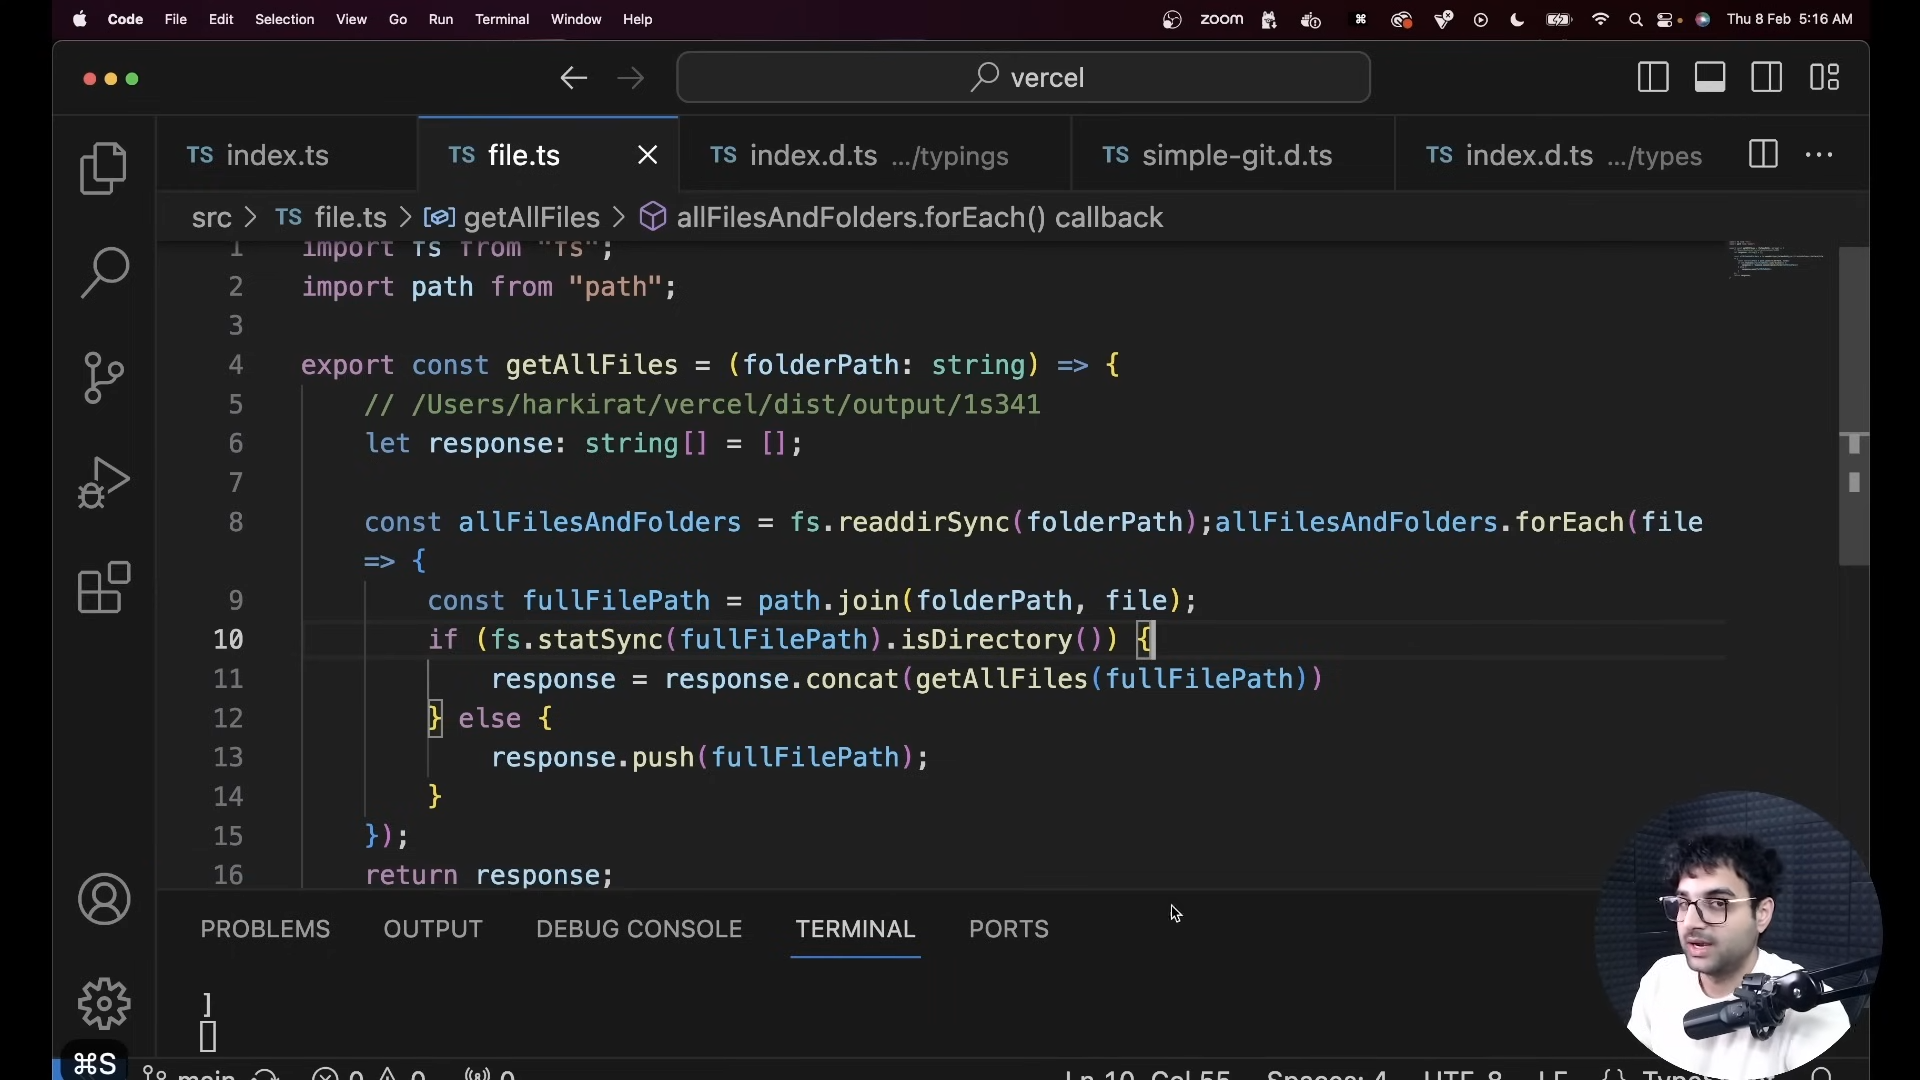 Code File Edit Selection View Go Run Terminal Window Help zoom Thu 8 Feb 5:16 AM
vercel
TS index.ts TS file.ts TS index.d.ts .../typings TS simple-git.d.ts TS index.d.ts .../types
src > TS file.ts > getAllFiles > allFilesAndFolders.forEach() callback
1 import fs from "fs";
2 import path from "path";
3
4 export const getAllFiles = (folderPath: string) => {
5 // /Users/harkirat/vercel/dist/output/1s341
6 let response: string[] = [];
7
8 const allFilesAndFolders = fs.readdirSync(folderPath);allFilesAndFolders.forEach(file
=> {
9 const fullFilePath = path.join(folderPath, file);
10 if (fs.statSync(fullFilePath).isDirectory()) {
11 response = response.concat(getAllFiles(fullFilePath))
12 } else {
13 response.push(fullFilePath);
14 }
15 });
16 return response;
PROBLEMS OUTPUT DEBUG CONSOLE TERMINAL PORTS
]
⌘S main 0 0 0 Ln 10, Col 55 Spaces: 4 UTF-8 LF